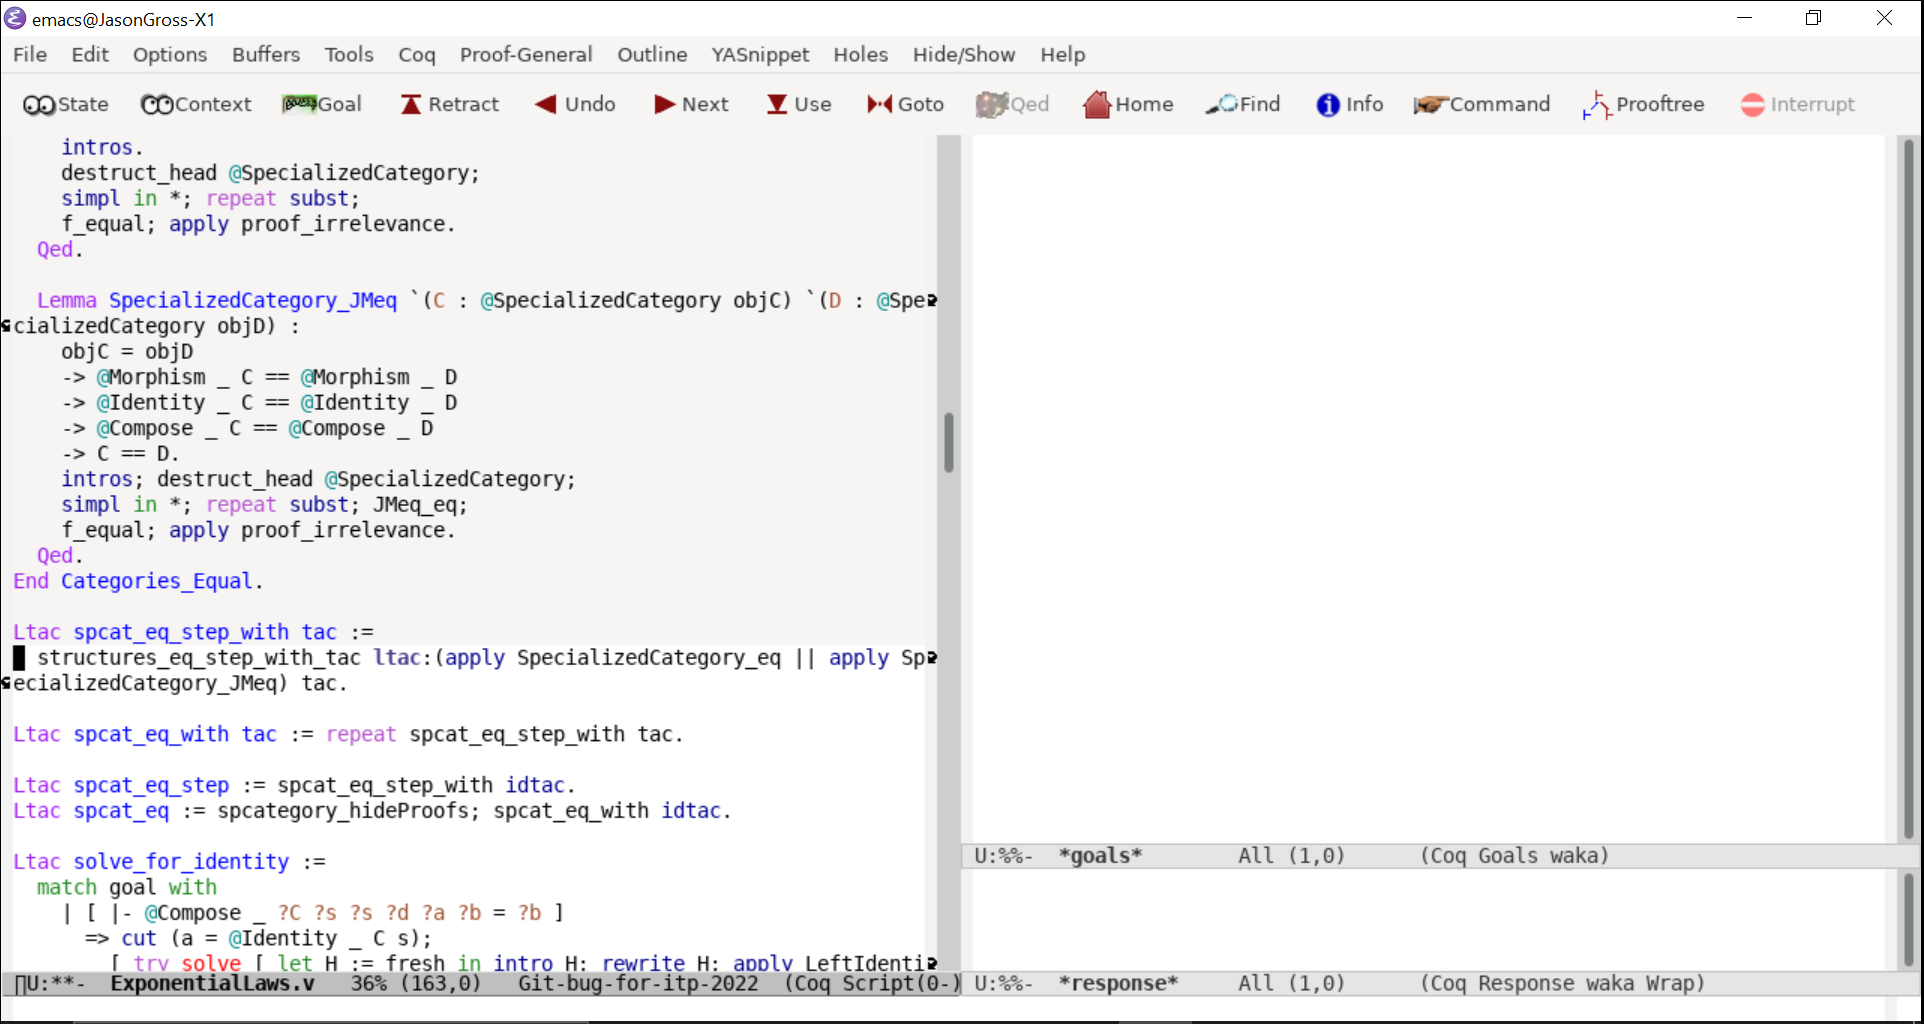 emacs@JasonGross-X1
File Edit Options Buffers Tools Coq Proof-General Outline YASnippet Holes Hide/Show Help
State Context Goal Retract Undo Next Use Goto Qed Home Find Info Command Prooftree Interrupt
intros.
destruct_head @SpecializedCategory;
simpl in *; repeat subst;
f_equal; apply proof_irrelevance.
Qed.
Lemma SpecializedCategory_JMeq `(C : @SpecializedCategory objC) `(D : @Spe
cializedCategory objD) :
objC = objD
-> @Morphism _ C == @Morphism _ D
-> @Identity _ C == @Identity _ D
-> @Compose _ C == @Compose _ D
-> C == D.
intros; destruct_head @SpecializedCategory;
simpl in *; repeat subst; JMeq_eq;
f_equal; apply proof_irrelevance.
Qed.
End Categories_Equal.
Ltac spcat_eq_step_with tac :=
structures_eq_step_with_tac ltac:(apply SpecializedCategory_eq || apply Sp
ecializedCategory_JMeq) tac.
Ltac spcat_eq_with tac := repeat spcat_eq_step_with tac.
Ltac spcat_eq_step := spcat_eq_step_with idtac.
Ltac spcat_eq := spcategory_hideProofs; spcat_eq_with idtac.
Ltac solve_for_identity :=
match goal with
| [ |- @Compose _ ?C ?s ?s ?d ?a ?b = ?b ]
=> cut (a = @Identity _ C s);
[ try solve [ let H := fresh in intro H; rewrite H; apply LeftIdenti
U:**- ExponentialLaws.v 36% (163,0) Git-bug-for-itp-2022 (Coq Script(0-)
U:%%- *goals* All (1,0) (Coq Goals waka)
U:%%- *response* All (1,0) (Coq Response waka Wrap)